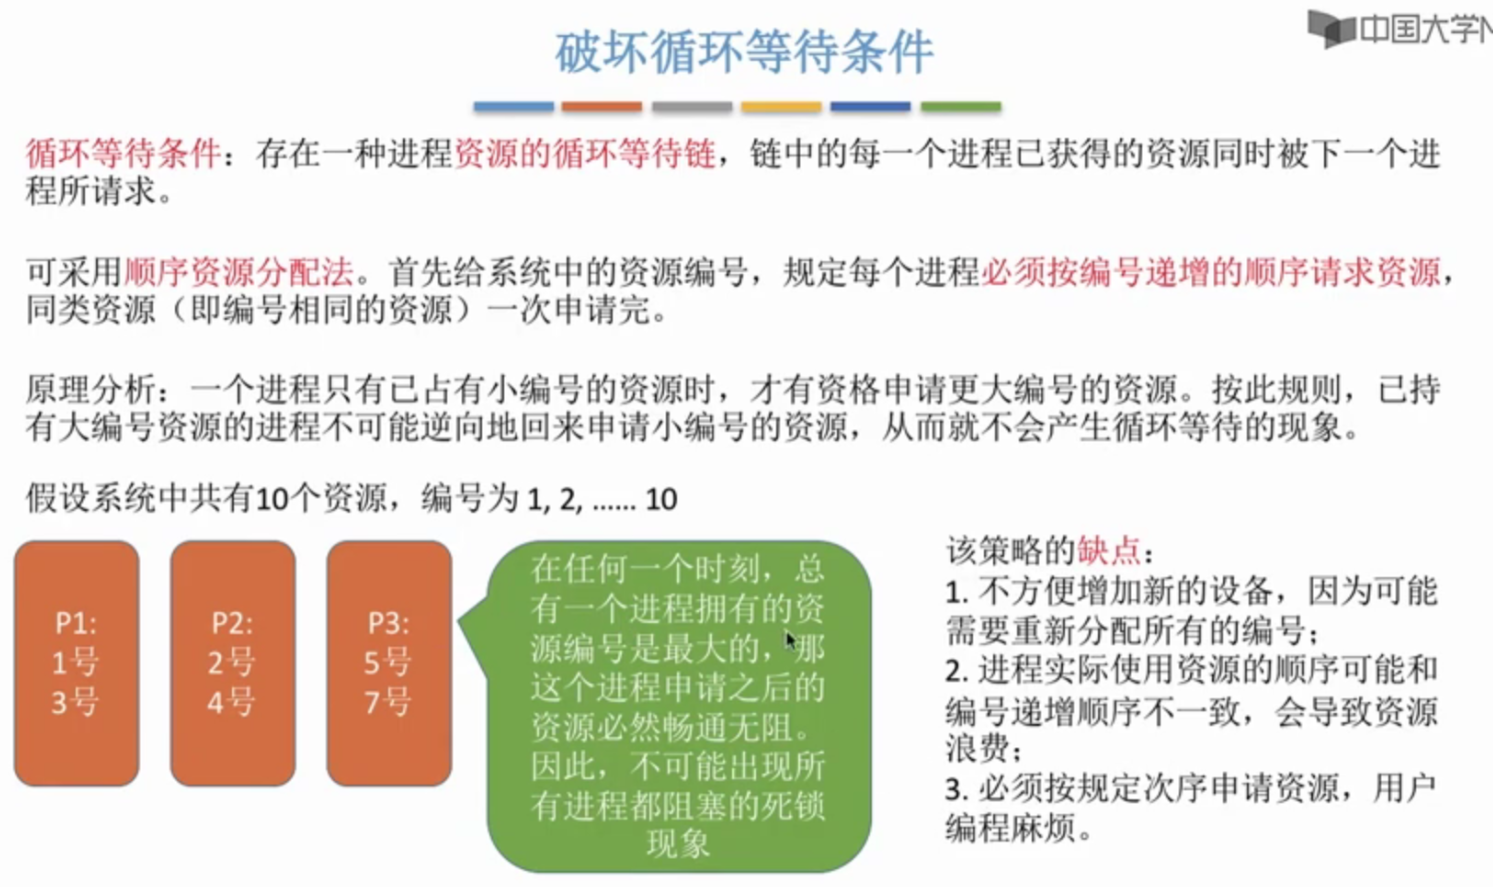 破坏循环等待条件
中国大学M
循环等待条件：存在一种进程资源的循环等待链，链中的每一个进程已获得的资源同时被下一个进
程所请求。
可采用顺序资源分配法。首先给系统中的资源编号，规定每个进程必须按编号递增的顺序请求资源，
同类资源（即编号相同的资源）一次申请完。
原理分析：一个进程只有已占有小编号的资源时，才有资格申请更大编号的资源。按此规则，已持
有大编号资源的进程不可能逆向地回来申请小编号的资源，从而就不会产生循环等待的现象。
假设系统中共有10个资源，编号为 1, 2, …… 10
P1:
1号
3号
P2:
2号
4号
P3:
5号
7号
在任何一个时刻，总
有一个进程拥有的资
源编号是最大的，那
这个进程申请之后的
资源必然畅通无阻。
因此，不可能出现所
有进程都阻塞的死锁
现象
该策略的缺点：
1. 不方便增加新的设备，因为可能
需要重新分配所有的编号；
2. 进程实际使用资源的顺序可能和
编号递增顺序不一致，会导致资源
浪费；
3. 必须按规定次序申请资源，用户
编程麻烦。